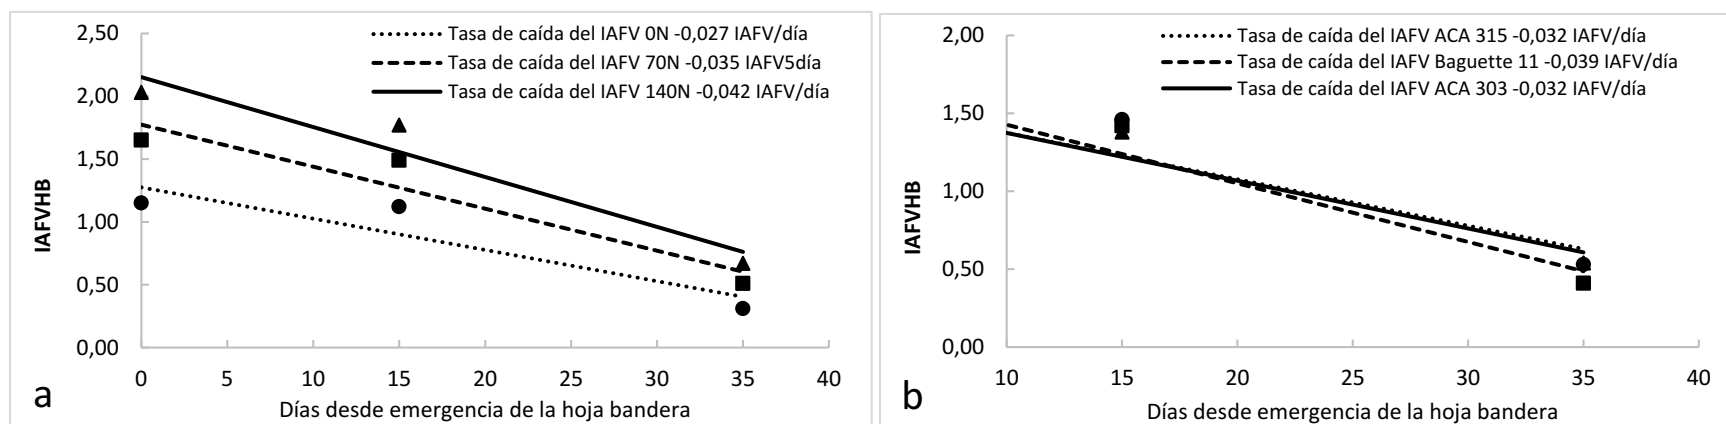 2,50
2,00
1,50
1,00
0,50
0,00
IAFVHB
Tasa de caída del IAFV 0N -0,027 IAFV/día
Tasa de caída del IAFV 70N -0,035 IAFV5día
Tasa de caída del IAFV 140N -0,042 IAFV/día
0 5 10 15 20 25 30 35 40
Días desde emergencia de la hoja bandera
a
2,00
1,50
1,00
0,50
0,00
IAFVHB
Tasa de caída del IAFV ACA 315 -0,032 IAFV/día
Tasa de caída del IAFV Baguette 11 -0,039 IAFV/día
Tasa de caída del IAFV ACA 303 -0,032 IAFV/día
10 15 20 25 30 35 40
Días desde emergencia de la hoja bandera
b